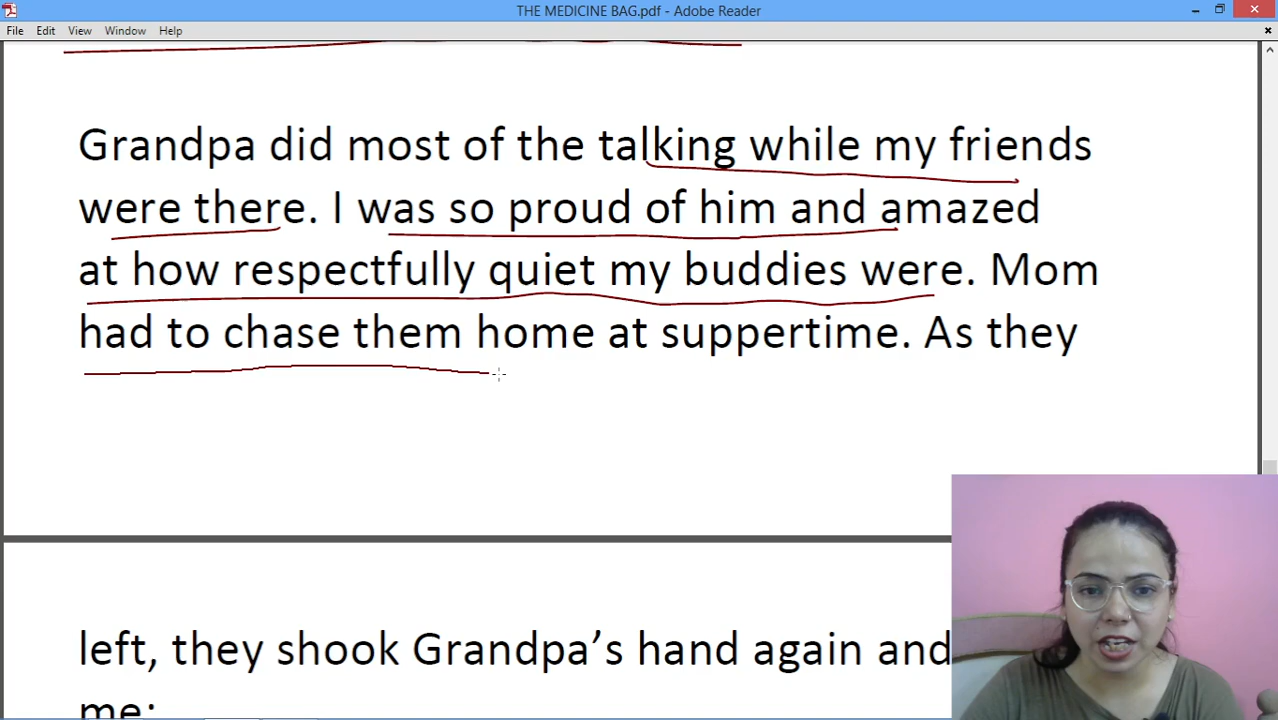 THE MEDICINE BAG.pdf - Adobe Reader
File Edit View Window Help
Grandpa did most of the talking while my friends
were there. I was so proud of him and amazed
at how respectfully quiet my buddies were. Mom
had to chase them home at suppertime. As they
left, they shook Grandpa’s hand again and
me: